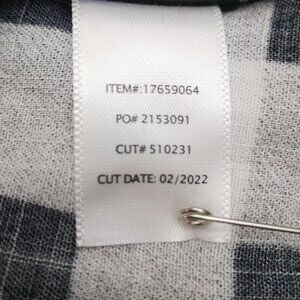 ITEM#:17659064
PO# 2153091
CUT# 510231
CUT DATE: 02/2022